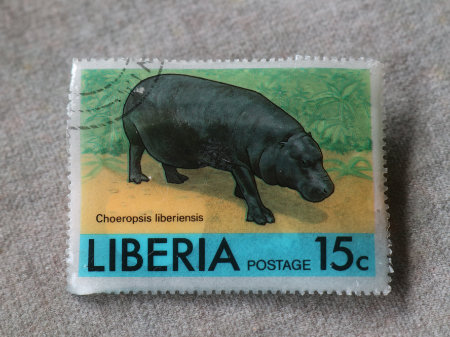 Choeropsis liberiensis
LIBERIA POSTAGE 15c